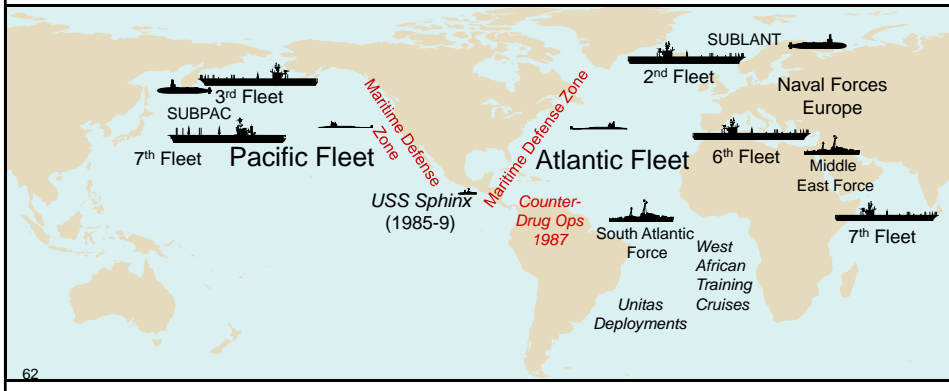 SUBLANT
2nd Fleet
Naval Forces
Europe
3rd Fleet
SUBPAC
7th Fleet
Pacific Fleet
Maritime Defense
Zone
Maritime Defense Zone
Atlantic Fleet
6th Fleet
Middle
East Force
USS Sphinx
(1985-9)
Counter-
Drug Ops
1987
South Atlantic
Force
7th Fleet
West
African
Training
Cruises
Unitas
Deployments
62